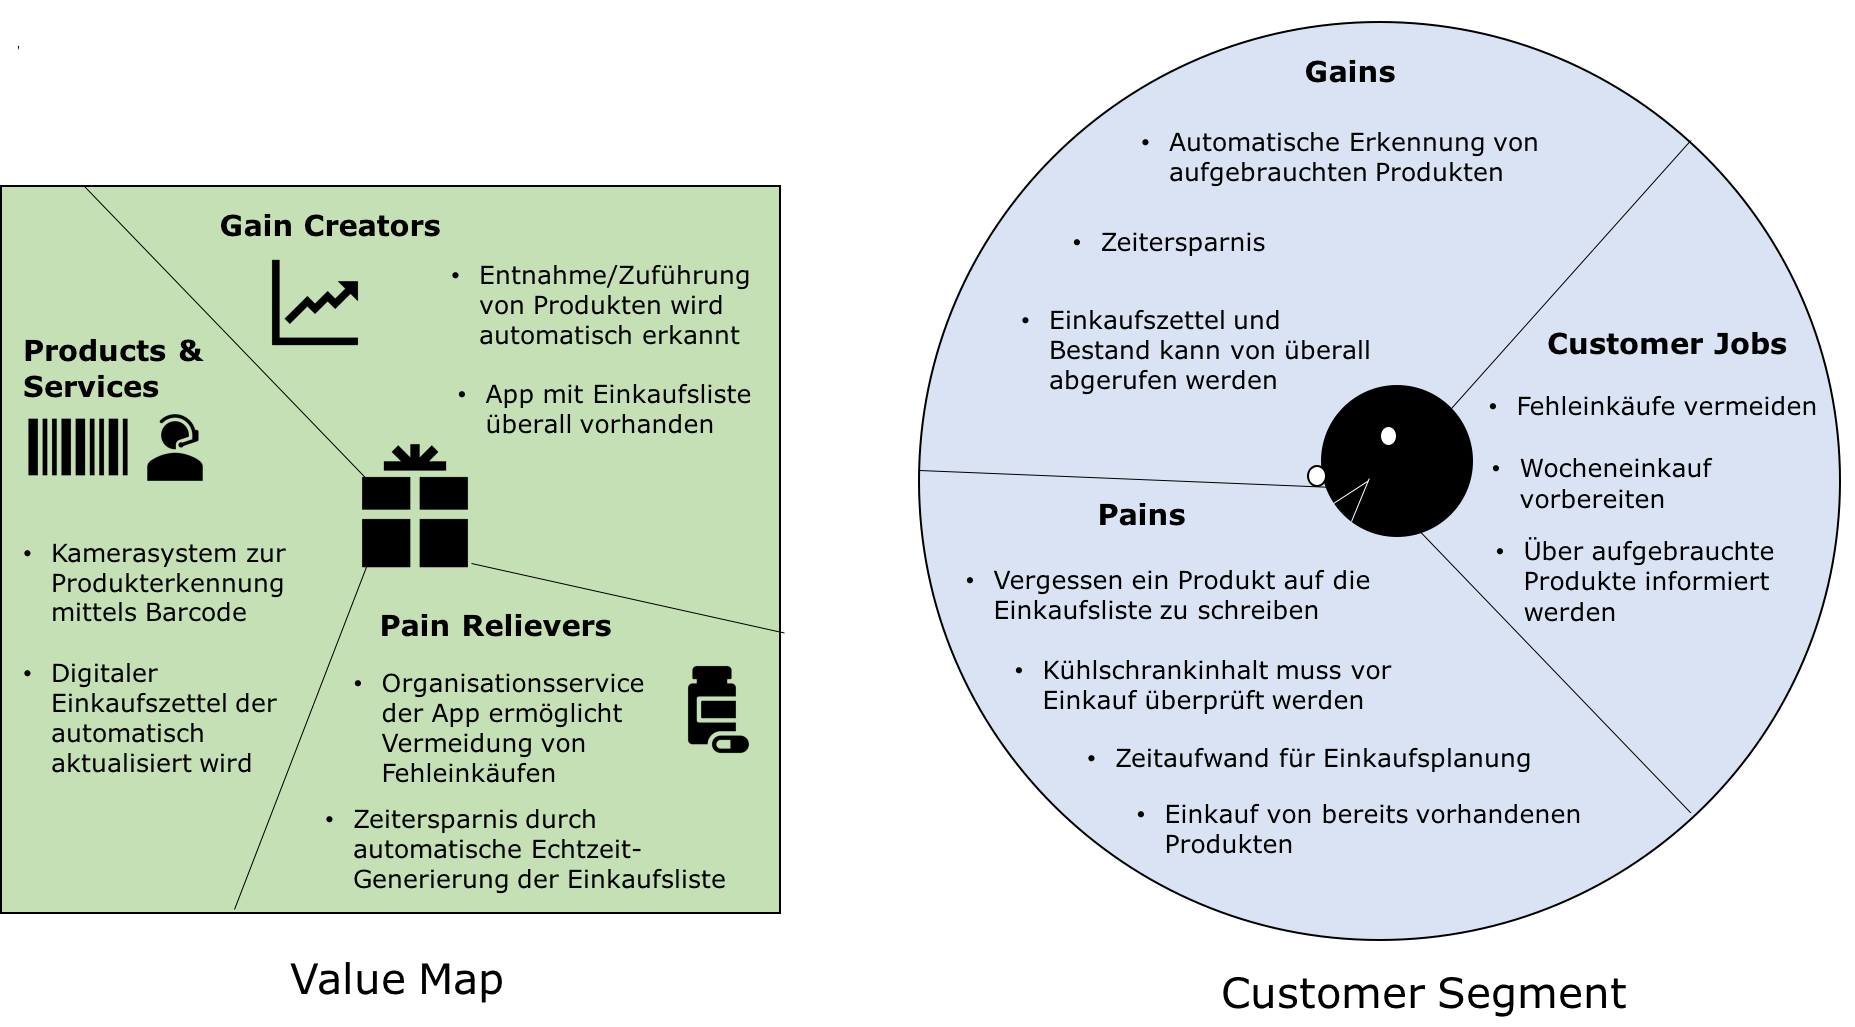 Gain Creators
• Entnahme/Zuführung
von Produkten wird
automatisch erkannt
• App mit Einkaufsliste
überall vorhanden
Products &
Services
• Kamerasystem zur
Produkterkennung
mittels Barcode
• Digitaler
Einkaufszettel der
automatisch
aktualisiert wird
Pain Relievers
• Organisationsservice
der App ermöglicht
Vermeidung von
Fehleinkäufen
• Zeitersparnis durch
automatische Echtzeit-
Generierung der Einkaufsliste
Value Map
Gains
• Automatische Erkennung von
aufgebrauchten Produkten
• Zeitersparnis
• Einkaufszettel und
Bestand kann von überall
abgerufen werden
Customer Jobs
• Fehleinkäufe vermeiden
• Wocheneinkauf
vorbereiten
• Über aufgebrauchte
Produkte informiert
werden
Pains
• Vergessen ein Produkt auf die
Einkaufsliste zu schreiben
• Kühlschrankinhalt muss vor
Einkauf überprüft werden
• Zeitaufwand für Einkaufsplanung
• Einkauf von bereits vorhandenen
Produkten
Customer Segment